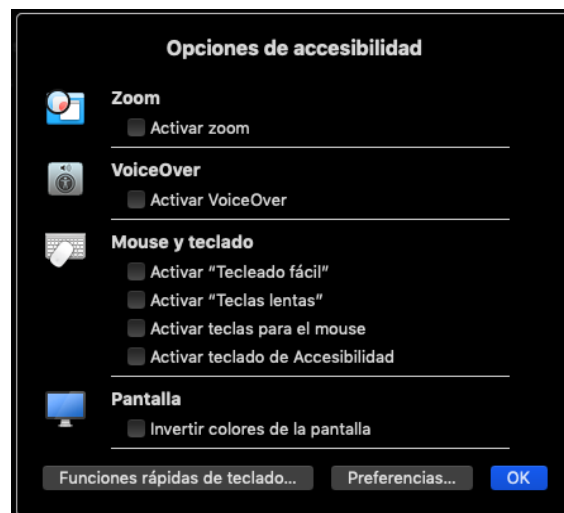 Opciones de accesibilidad
Zoom
Activar zoom
VoiceOver
Activar VoiceOver
Mouse y teclado
Activar “Tecleado fácil”
Activar “Teclas lentas”
Activar teclas para el mouse
Activar teclado de Accesibilidad
Pantalla
Invertir colores de la pantalla
Funciones rápidas de teclado... Preferencias... OK